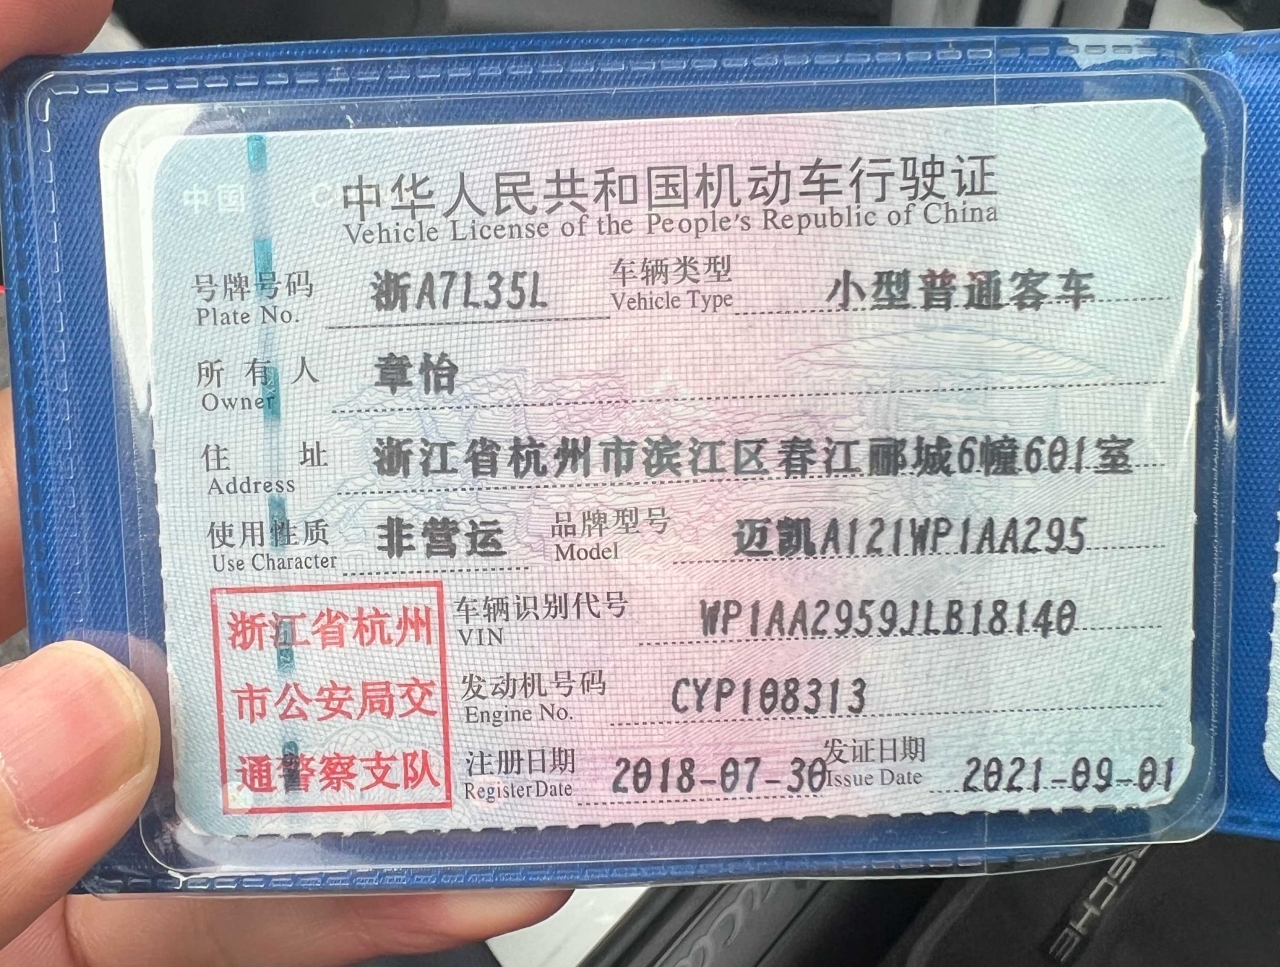 中国
中华人民共和国机动车行驶证
Vehicle License of the People's Republic of China
号牌号码 浙A7L35L 车辆类型 小型普通客车
Plate No. Vehicle Type
所有人 章怡
Owner
住址 浙江省杭州市滨江区春江郦城6幢601室
Address
使用性质 非营运 品牌型号 迈凯A121WP1AA295
Use Character Model
浙江省杭州
市公安局交
通警察支队
车辆识别代号 WP1AA2959JLB18140
VIN
发动机号码 CYP108313
Engine No.
注册日期 2018-07-30 发证日期 2021-09-01
Register Date Issue Date